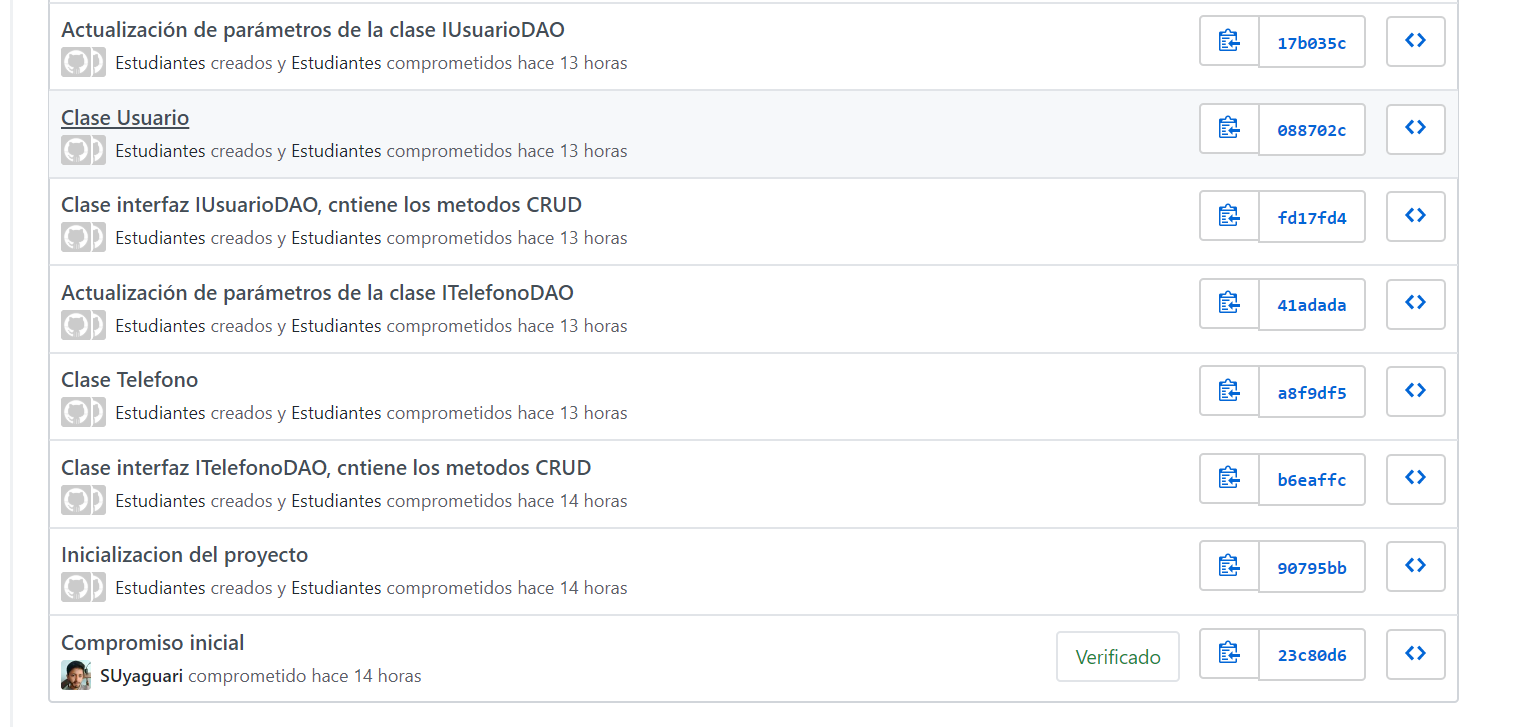 Actualización de parámetros de la clase IUsuarioDAO
Estudiantes creados y Estudiantes comprometidos hace 13 horas
17b035c
Clase Usuario
Estudiantes creados y Estudiantes comprometidos hace 13 horas
088702c
Clase interfaz IUsuarioDAO, cntiene los metodos CRUD
Estudiantes creados y Estudiantes comprometidos hace 13 horas
fd17fd4
Actualización de parámetros de la clase ITelefonoDAO
Estudiantes creados y Estudiantes comprometidos hace 13 horas
41adada
Clase Telefono
Estudiantes creados y Estudiantes comprometidos hace 13 horas
a8f9df5
Clase interfaz ITelefonoDAO, cntiene los metodos CRUD
Estudiantes creados y Estudiantes comprometidos hace 14 horas
b6eaffc
Inicializacion del proyecto
Estudiantes creados y Estudiantes comprometidos hace 14 horas
90795bb
Compromiso inicial
SUyaguari comprometido hace 14 horas
Verificado
23c80d6